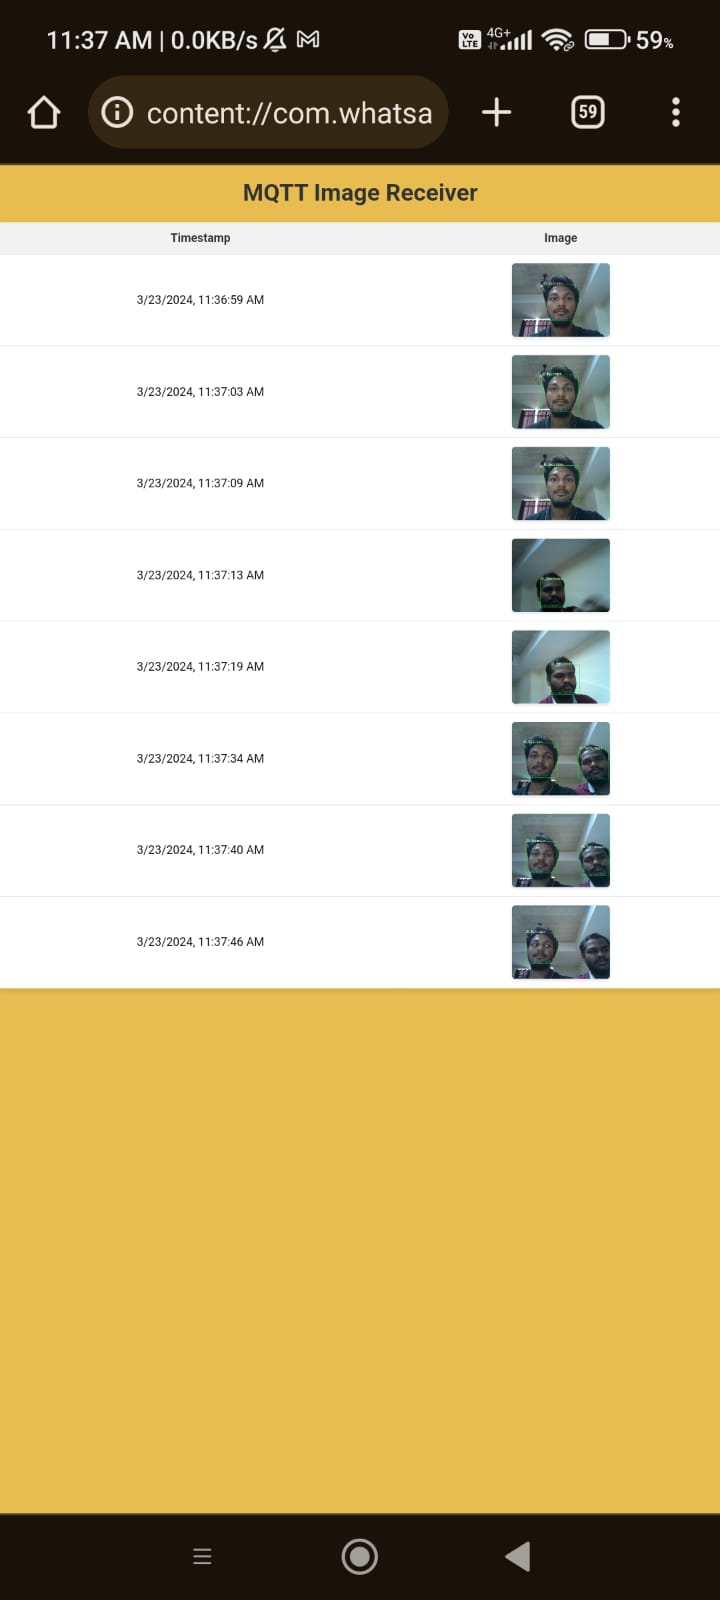 11:37 AM | 0.0KB/s
Vo LTE 4G+ 59%
content://com.whatsa
59
MQTT Image Receiver
Timestamp Image
3/23/2024, 11:36:59 AM
3/23/2024, 11:37:03 AM
3/23/2024, 11:37:09 AM
3/23/2024, 11:37:13 AM
3/23/2024, 11:37:19 AM
3/23/2024, 11:37:34 AM
3/23/2024, 11:37:40 AM
3/23/2024, 11:37:46 AM